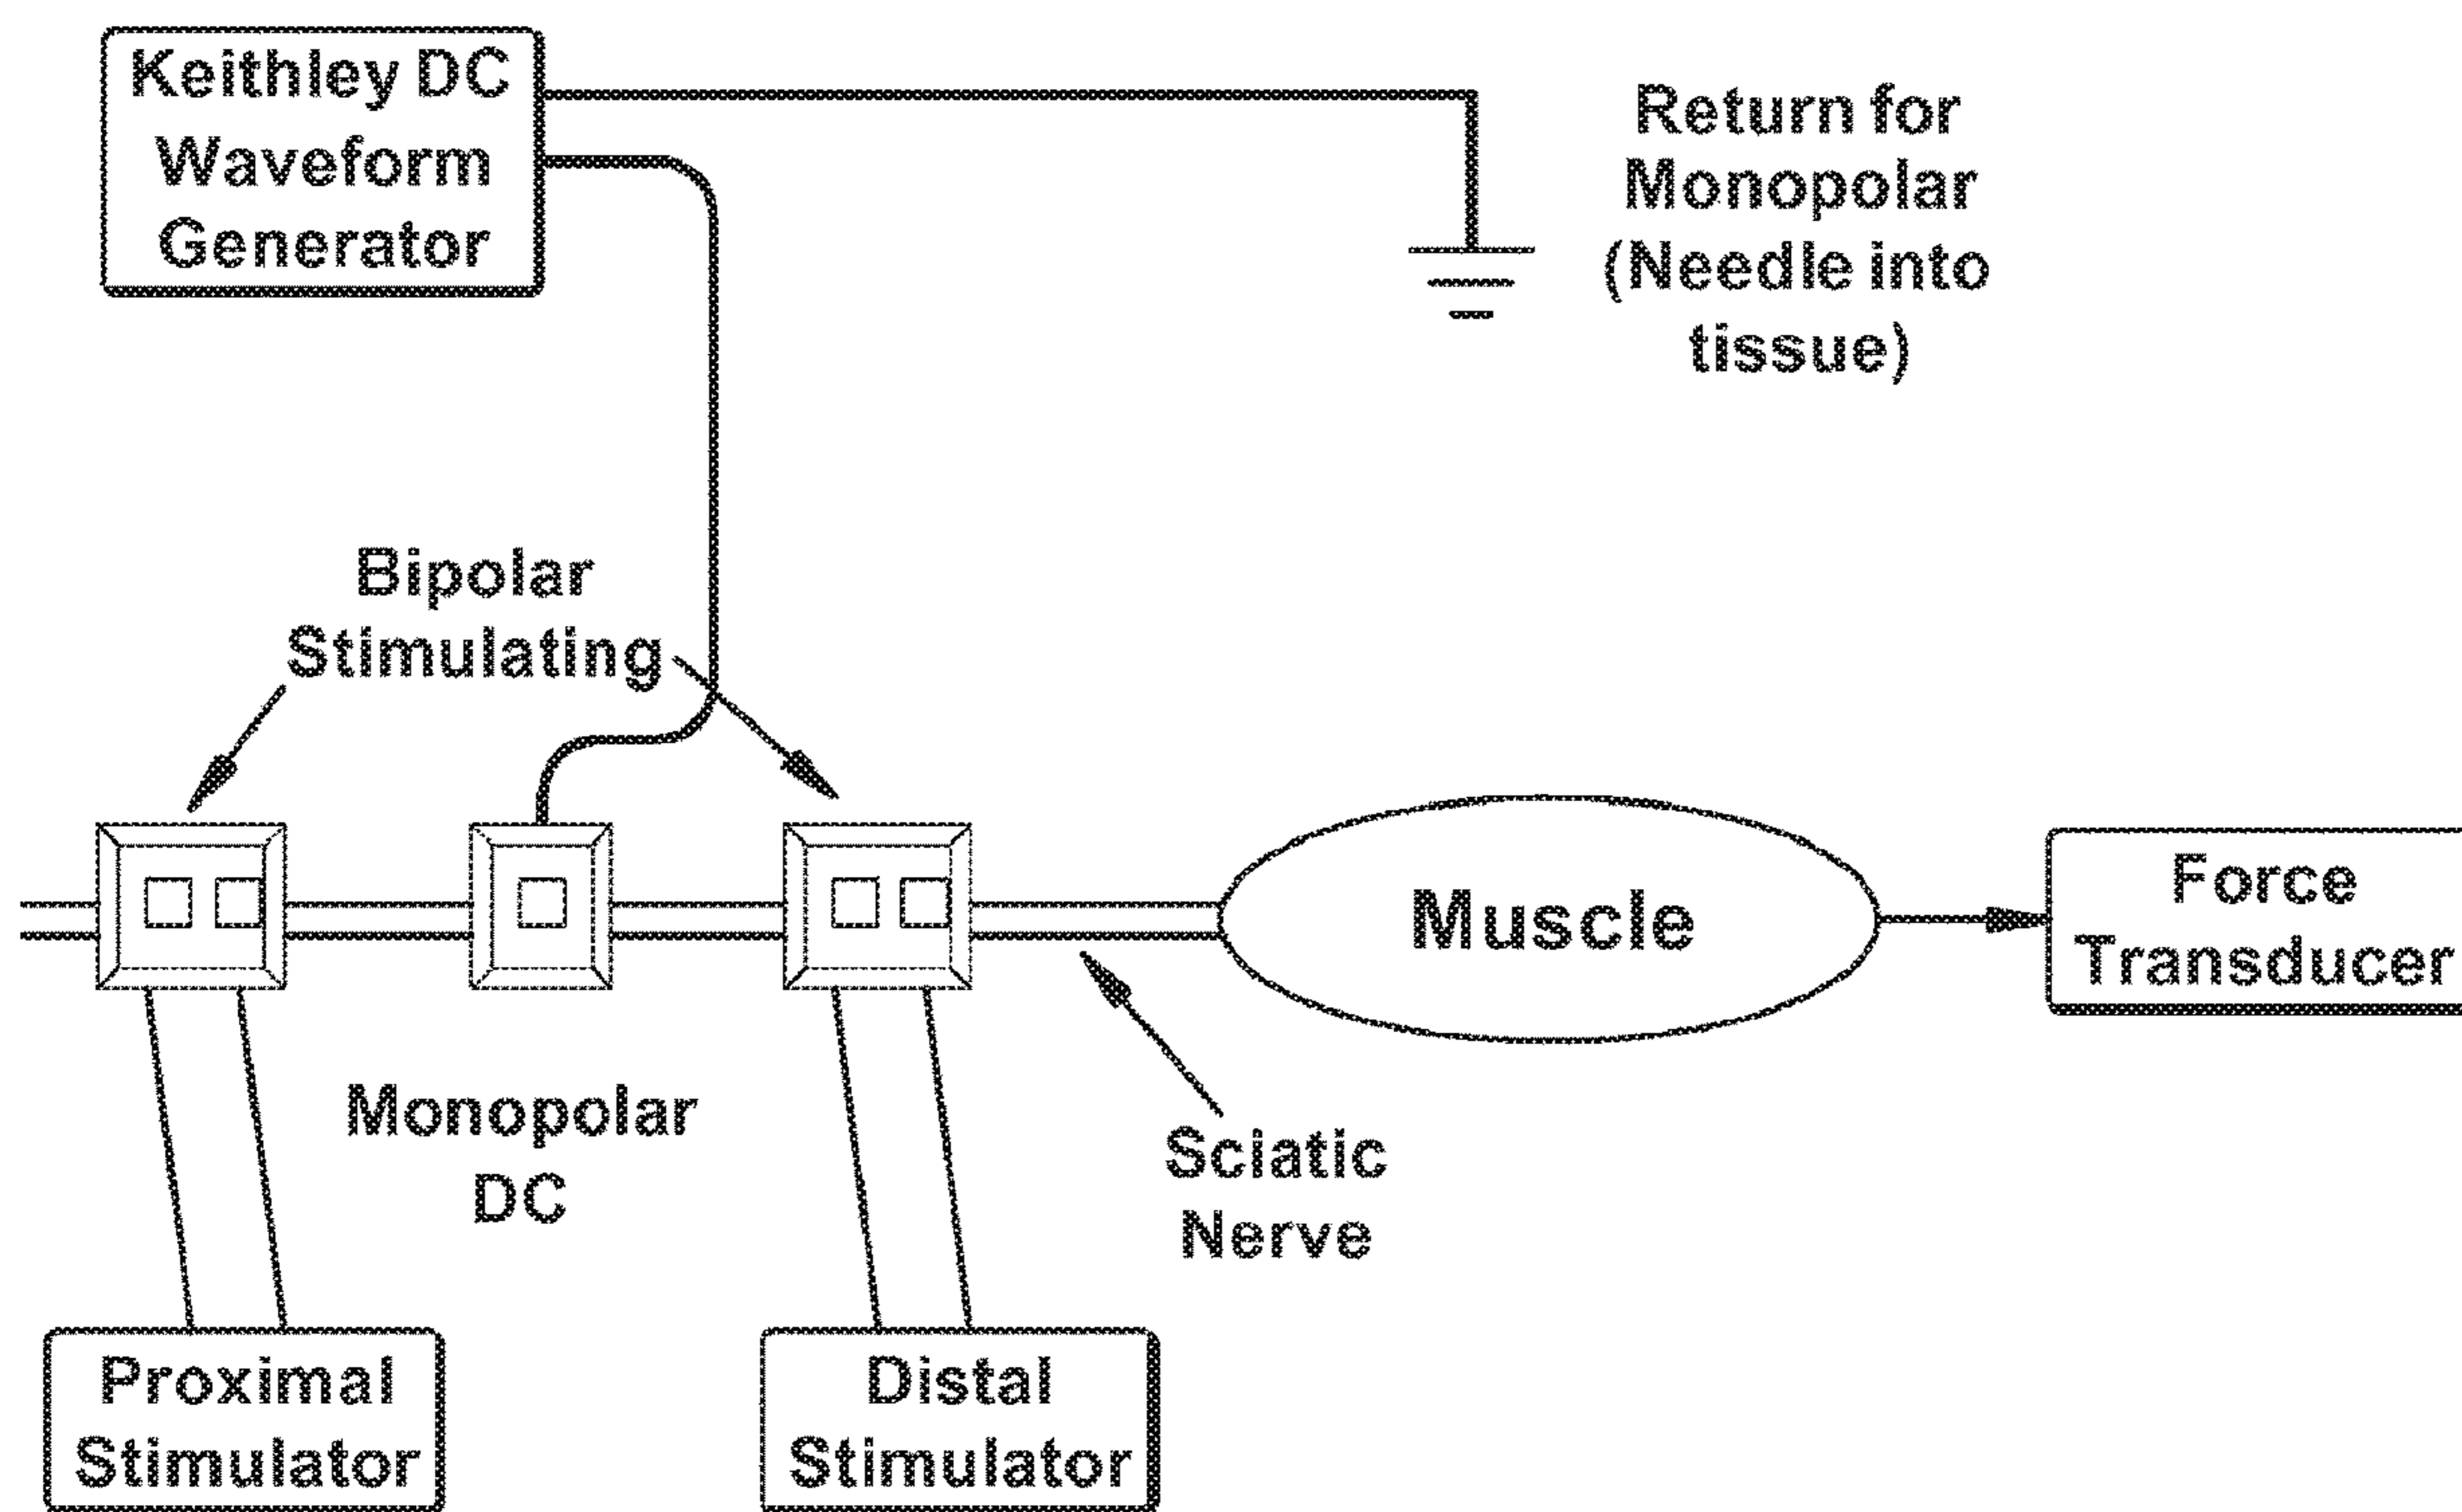 Keithley DC
Waveform
Generator
Return for
Monopolar
(Needle into
tissue)
Bipolar
Stimulating
Muscle
Force
Transducer
Monopolar
DC
Sciatic
Nerve
Proximal
Stimulator
Distal
Stimulator